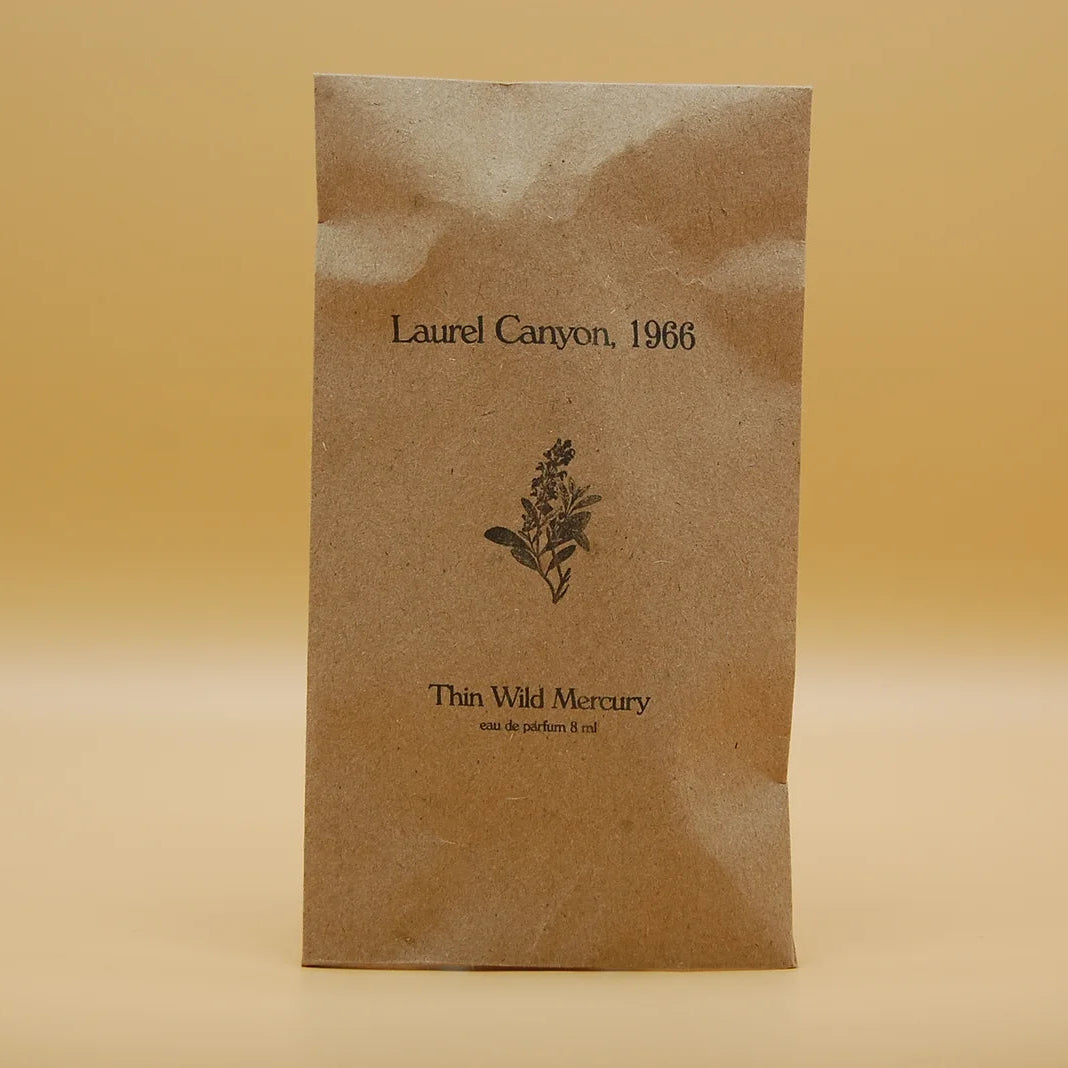 Laurel Canyon, 1966
Thin Wild Mercury
eau de parfum 8 ml